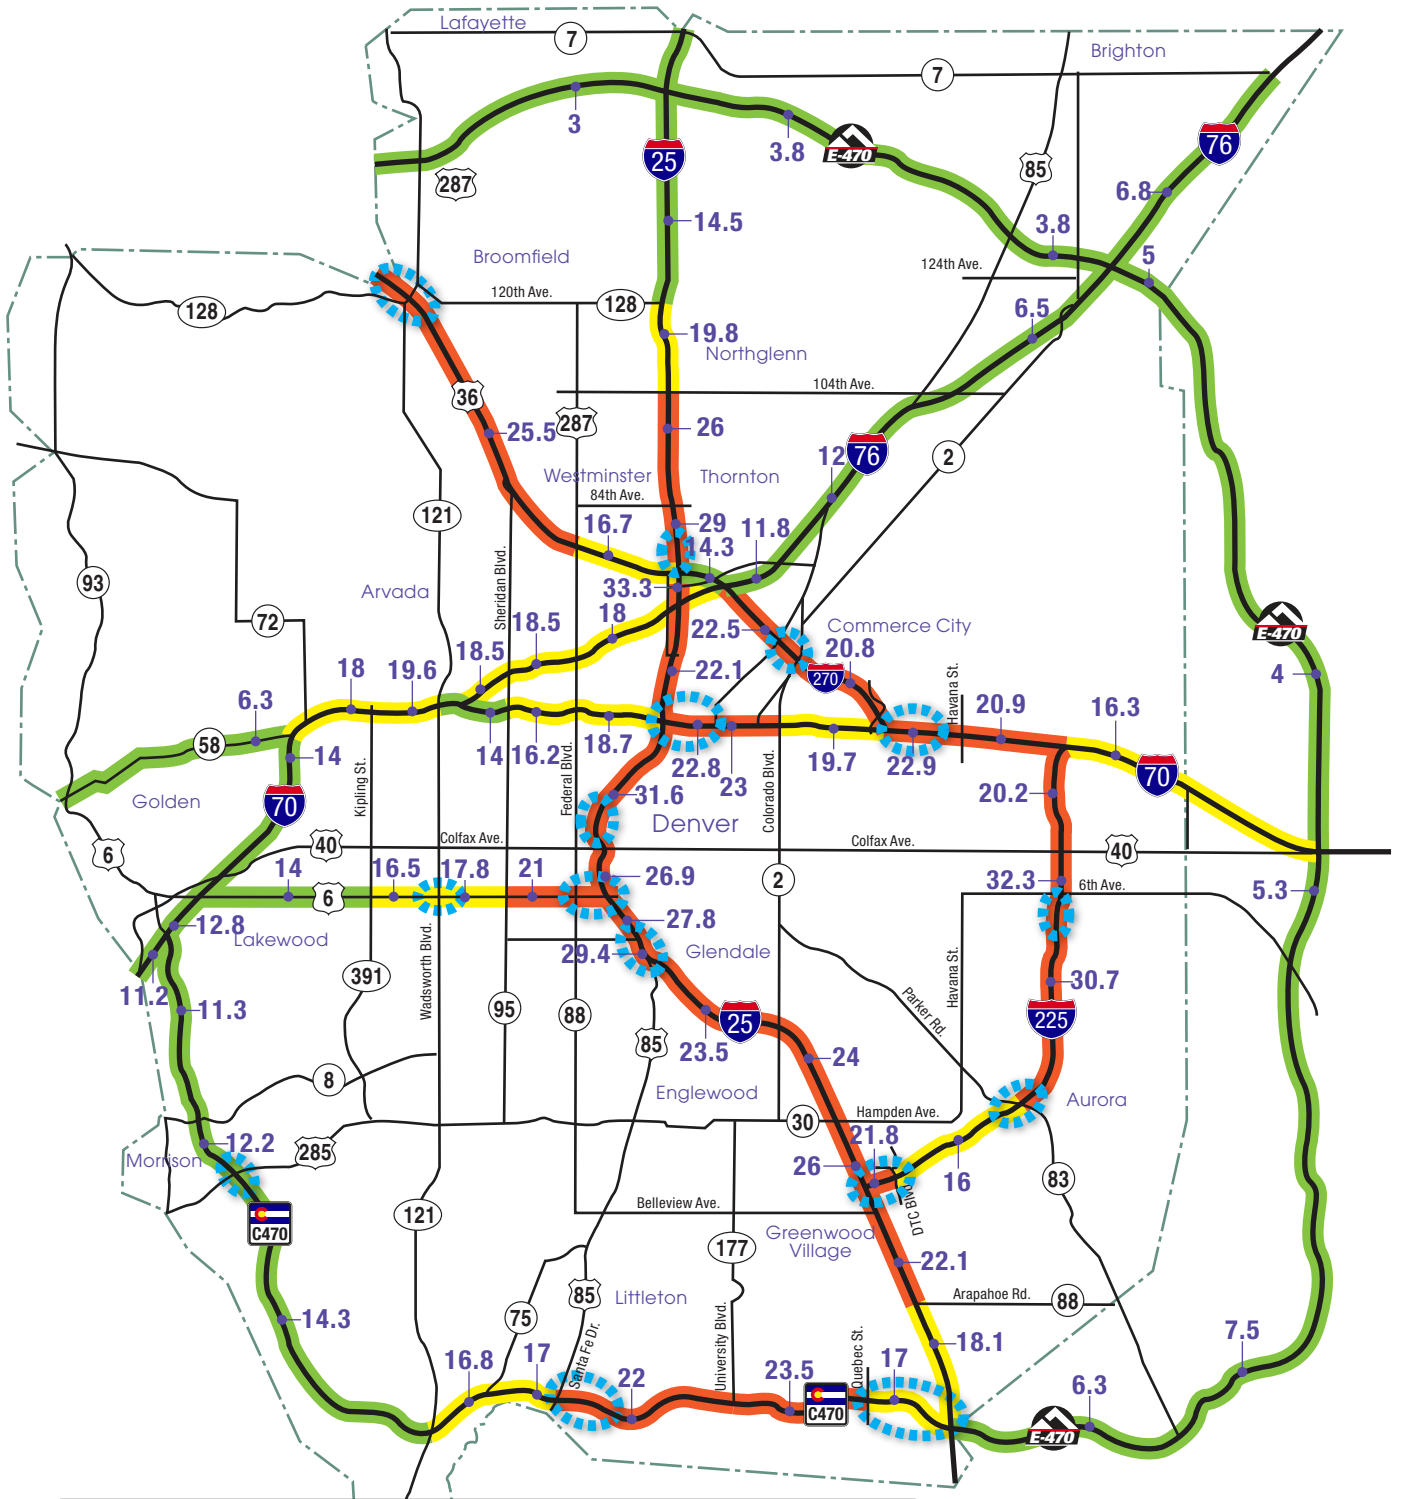 Lafayette
7
Brighton
7
3
3.8
E-470
25
76
85
287
6.8
14.5
3.8
5
Broomfield
124th Ave.
120th Ave.
128
128
6.5
19.8
Northglenn
104th Ave.
36
287
26
25.5
76
2
12
Westminster
Thornton
84th Ave.
121
16.7
29
14.3
11.8
93
33.3
Arvada
Sheridan Blvd.
72
18.5
18
22.5
Commerce City
E-470
18.5
20.8
18
19.6
22.1
270
Havana St.
4
6.3
20.9
16.3
58
14
14
16.2
18.7
22.8
23
19.7
22.9
70
Kipling St.
Federal Blvd.
Colorado Blvd.
20.2
Golden
70
31.6
Denver
6
40
Colfax Ave.
Colfax Ave.
40
14
16.5
17.8
21
26.9
2
32.3
6th Ave.
5.3
6
12.8
27.8
Lakewood
Wadsworth Blvd.
29.4
Glendale
Havana St.
391
11.2
11.3
95
88
30.7
Parker Rd.
25
225
85
23.5
24
8
Englewood
Aurora
Hampden Ave.
30
12.2
285
21.8
Morrison
26
16
83
DTC Blvd.
Belleview Ave.
121
C470
177
Greenwood
Village
22.1
85
Littleton
Arapahoe Rd.
88
14.3
75
Santa Fe Dr.
University Blvd.
Quebec St.
18.1
7.5
16.8
17
22
23.5
17
6.3
C470
E-470